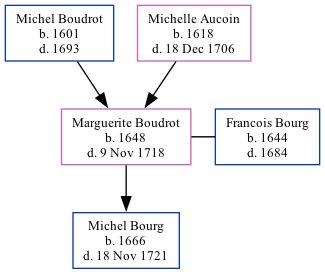 Michel Boudrot
b. 1601
d. 1693
Michelle Aucoin
b. 1618
d. 18 Dec 1706
Marguerite Boudrot
b. 1648
d. 9 Nov 1718
Francois Bourg
b. 1644
d. 1684
Michel Bourg
b. 1666
d. 18 Nov 1721